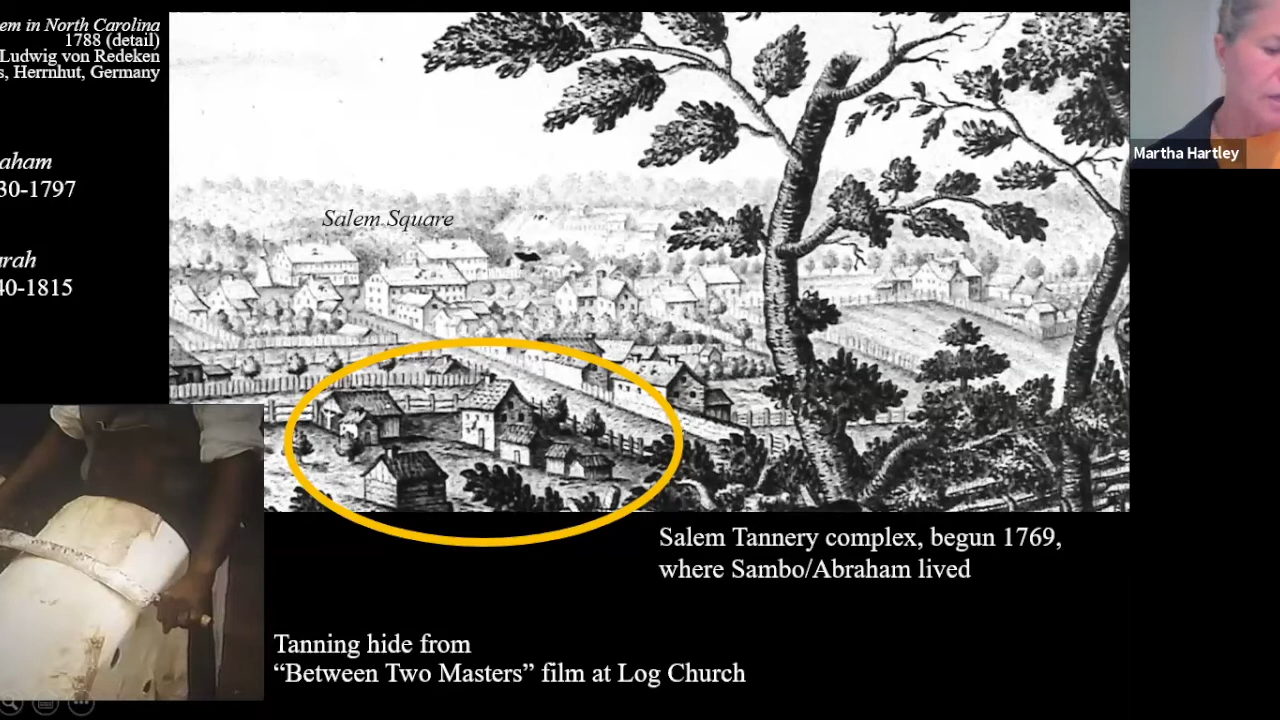 em in North Carolina
1788 (detail)
Ludwig von Redeken
s, Herrnhut, Germany
aham
30-1797
rah
40-1815
Salem Square
Martha Hartley
Salem Tannery complex, begun 1769,
where Sambo/Abraham lived
Tanning hide from
“Between Two Masters” film at Log Church